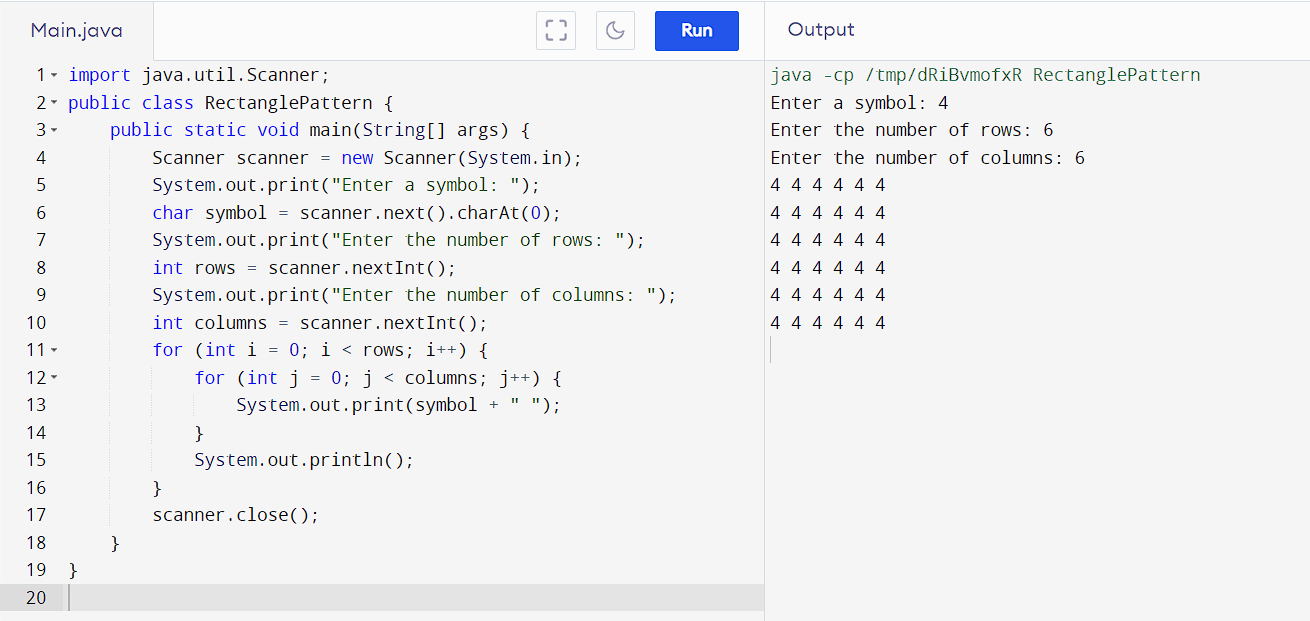 Main.java
Run
Output
1 import java.util.Scanner;
2 public class RectanglePattern {
3     public static void main(String[] args) {
4         Scanner scanner = new Scanner(System.in);
5         System.out.print("Enter a symbol: ");
6         char symbol = scanner.next().charAt(0);
7         System.out.print("Enter the number of rows: ");
8         int rows = scanner.nextInt();
9         System.out.print("Enter the number of columns: ");
10         int columns = scanner.nextInt();
11         for (int i = 0; i < rows; i++) {
12             for (int j = 0; j < columns; j++) {
13                 System.out.print(symbol + " ");
14             }
15             System.out.println();
16         }
17         scanner.close();
18     }
19 }
20
java -cp /tmp/dRiBvmofxR RectanglePattern
Enter a symbol: 4
Enter the number of rows: 6
Enter the number of columns: 6
4 4 4 4 4 4
4 4 4 4 4 4
4 4 4 4 4 4
4 4 4 4 4 4
4 4 4 4 4 4
4 4 4 4 4 4